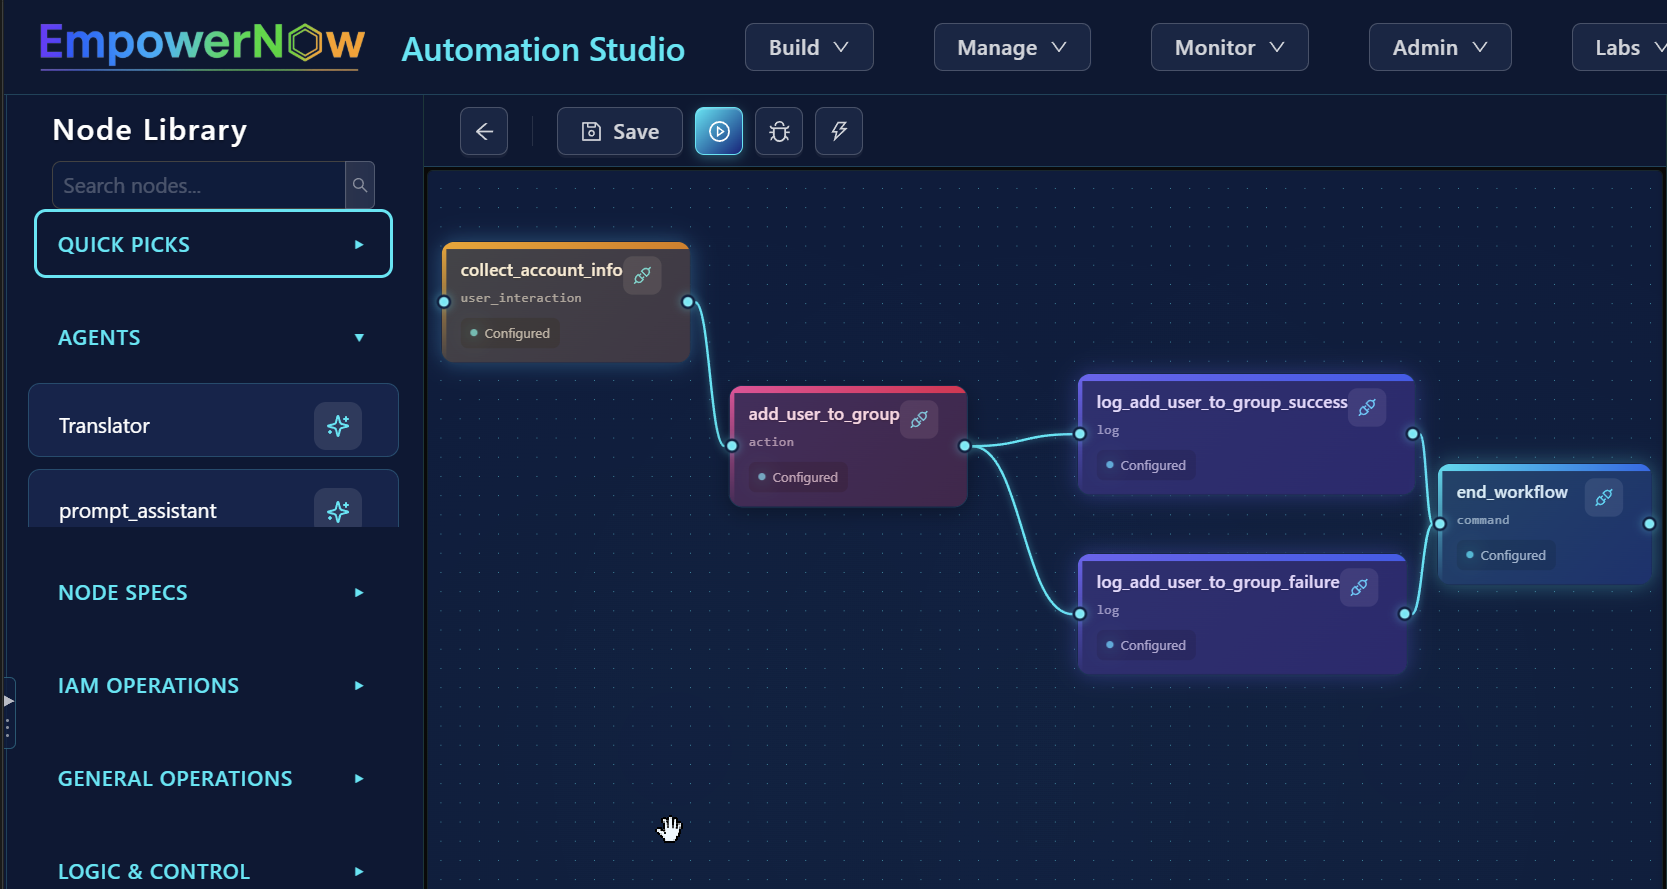 EmpowerNow
Automation Studio
Build
Manage
Monitor
Admin
Labs
Node Library
Search nodes...
QUICK PICKS
AGENTS
Translator
prompt_assistant
NODE SPECS
IAM OPERATIONS
GENERAL OPERATIONS
LOGIC & CONTROL
Save
collect_account_info
user_interaction
Configured
add_user_to_group
action
Configured
log_add_user_to_group_success
log
Configured
log_add_user_to_group_failure
log
Configured
end_workflow
command
Configured